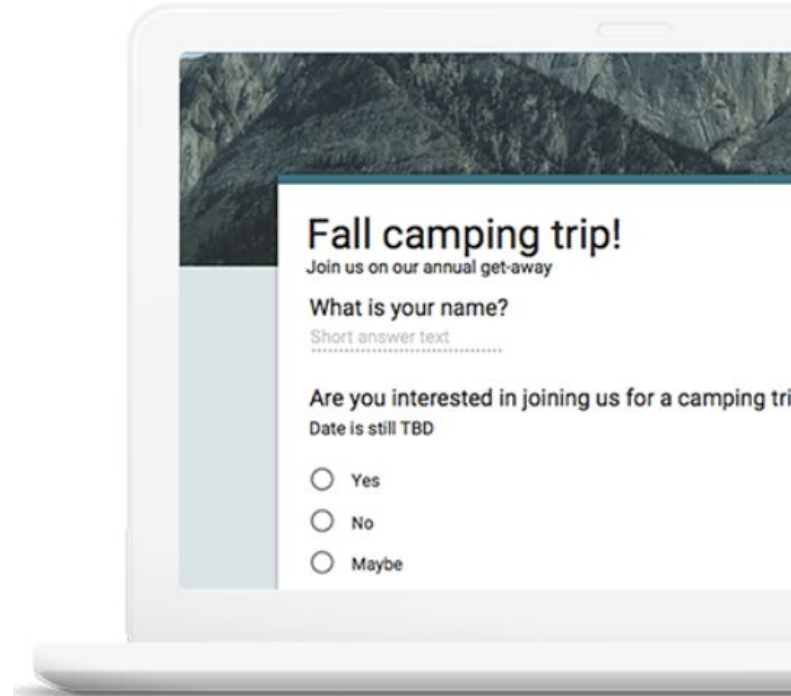 Fall camping trip!
Join us on our annual get-away
What is your name?
Short answer text
Are you interested in joining us for a camping tri
Date is still TBD
Yes
No
Maybe